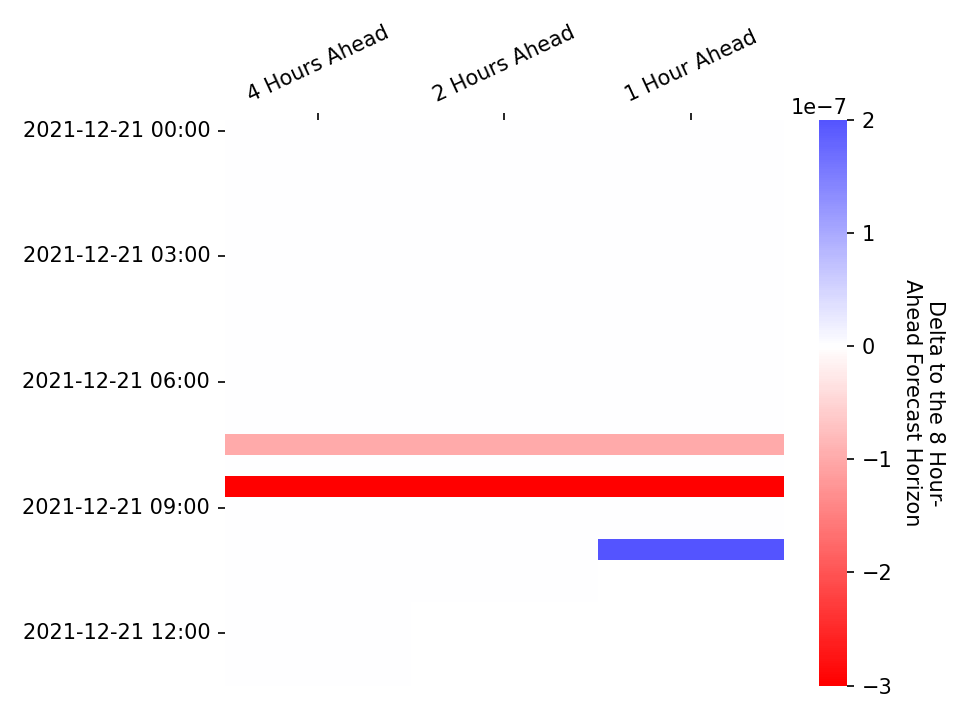 4 Hours Ahead
2 Hours Ahead
1 Hour Ahead
1e−7
2021-12-21 00:00
2021-12-21 03:00
2021-12-21 06:00
2021-12-21 09:00
2021-12-21 12:00
2
1
0
−1
−2
−3
Delta to the 8 Hour-
Ahead Forecast Horizon